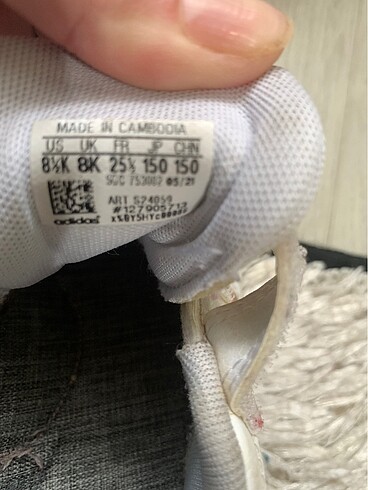 MADE IN CAMBODIA
US UK FR JP CHN
8½K 8K 25½ 150 150
SGC 753002 05/21
ART S24059
#127905712
adidas